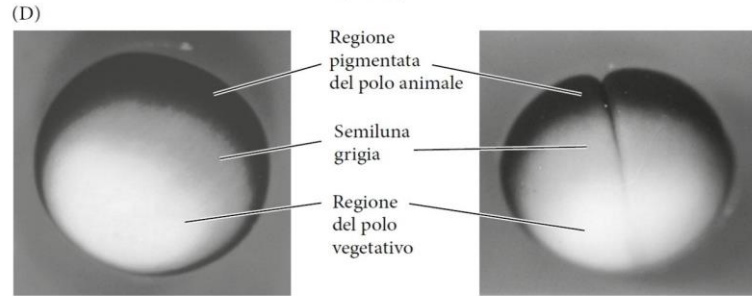 (D)
Regione
pigmentata
del polo animale
Semiluna
grigia
Regione
del polo
vegetativo